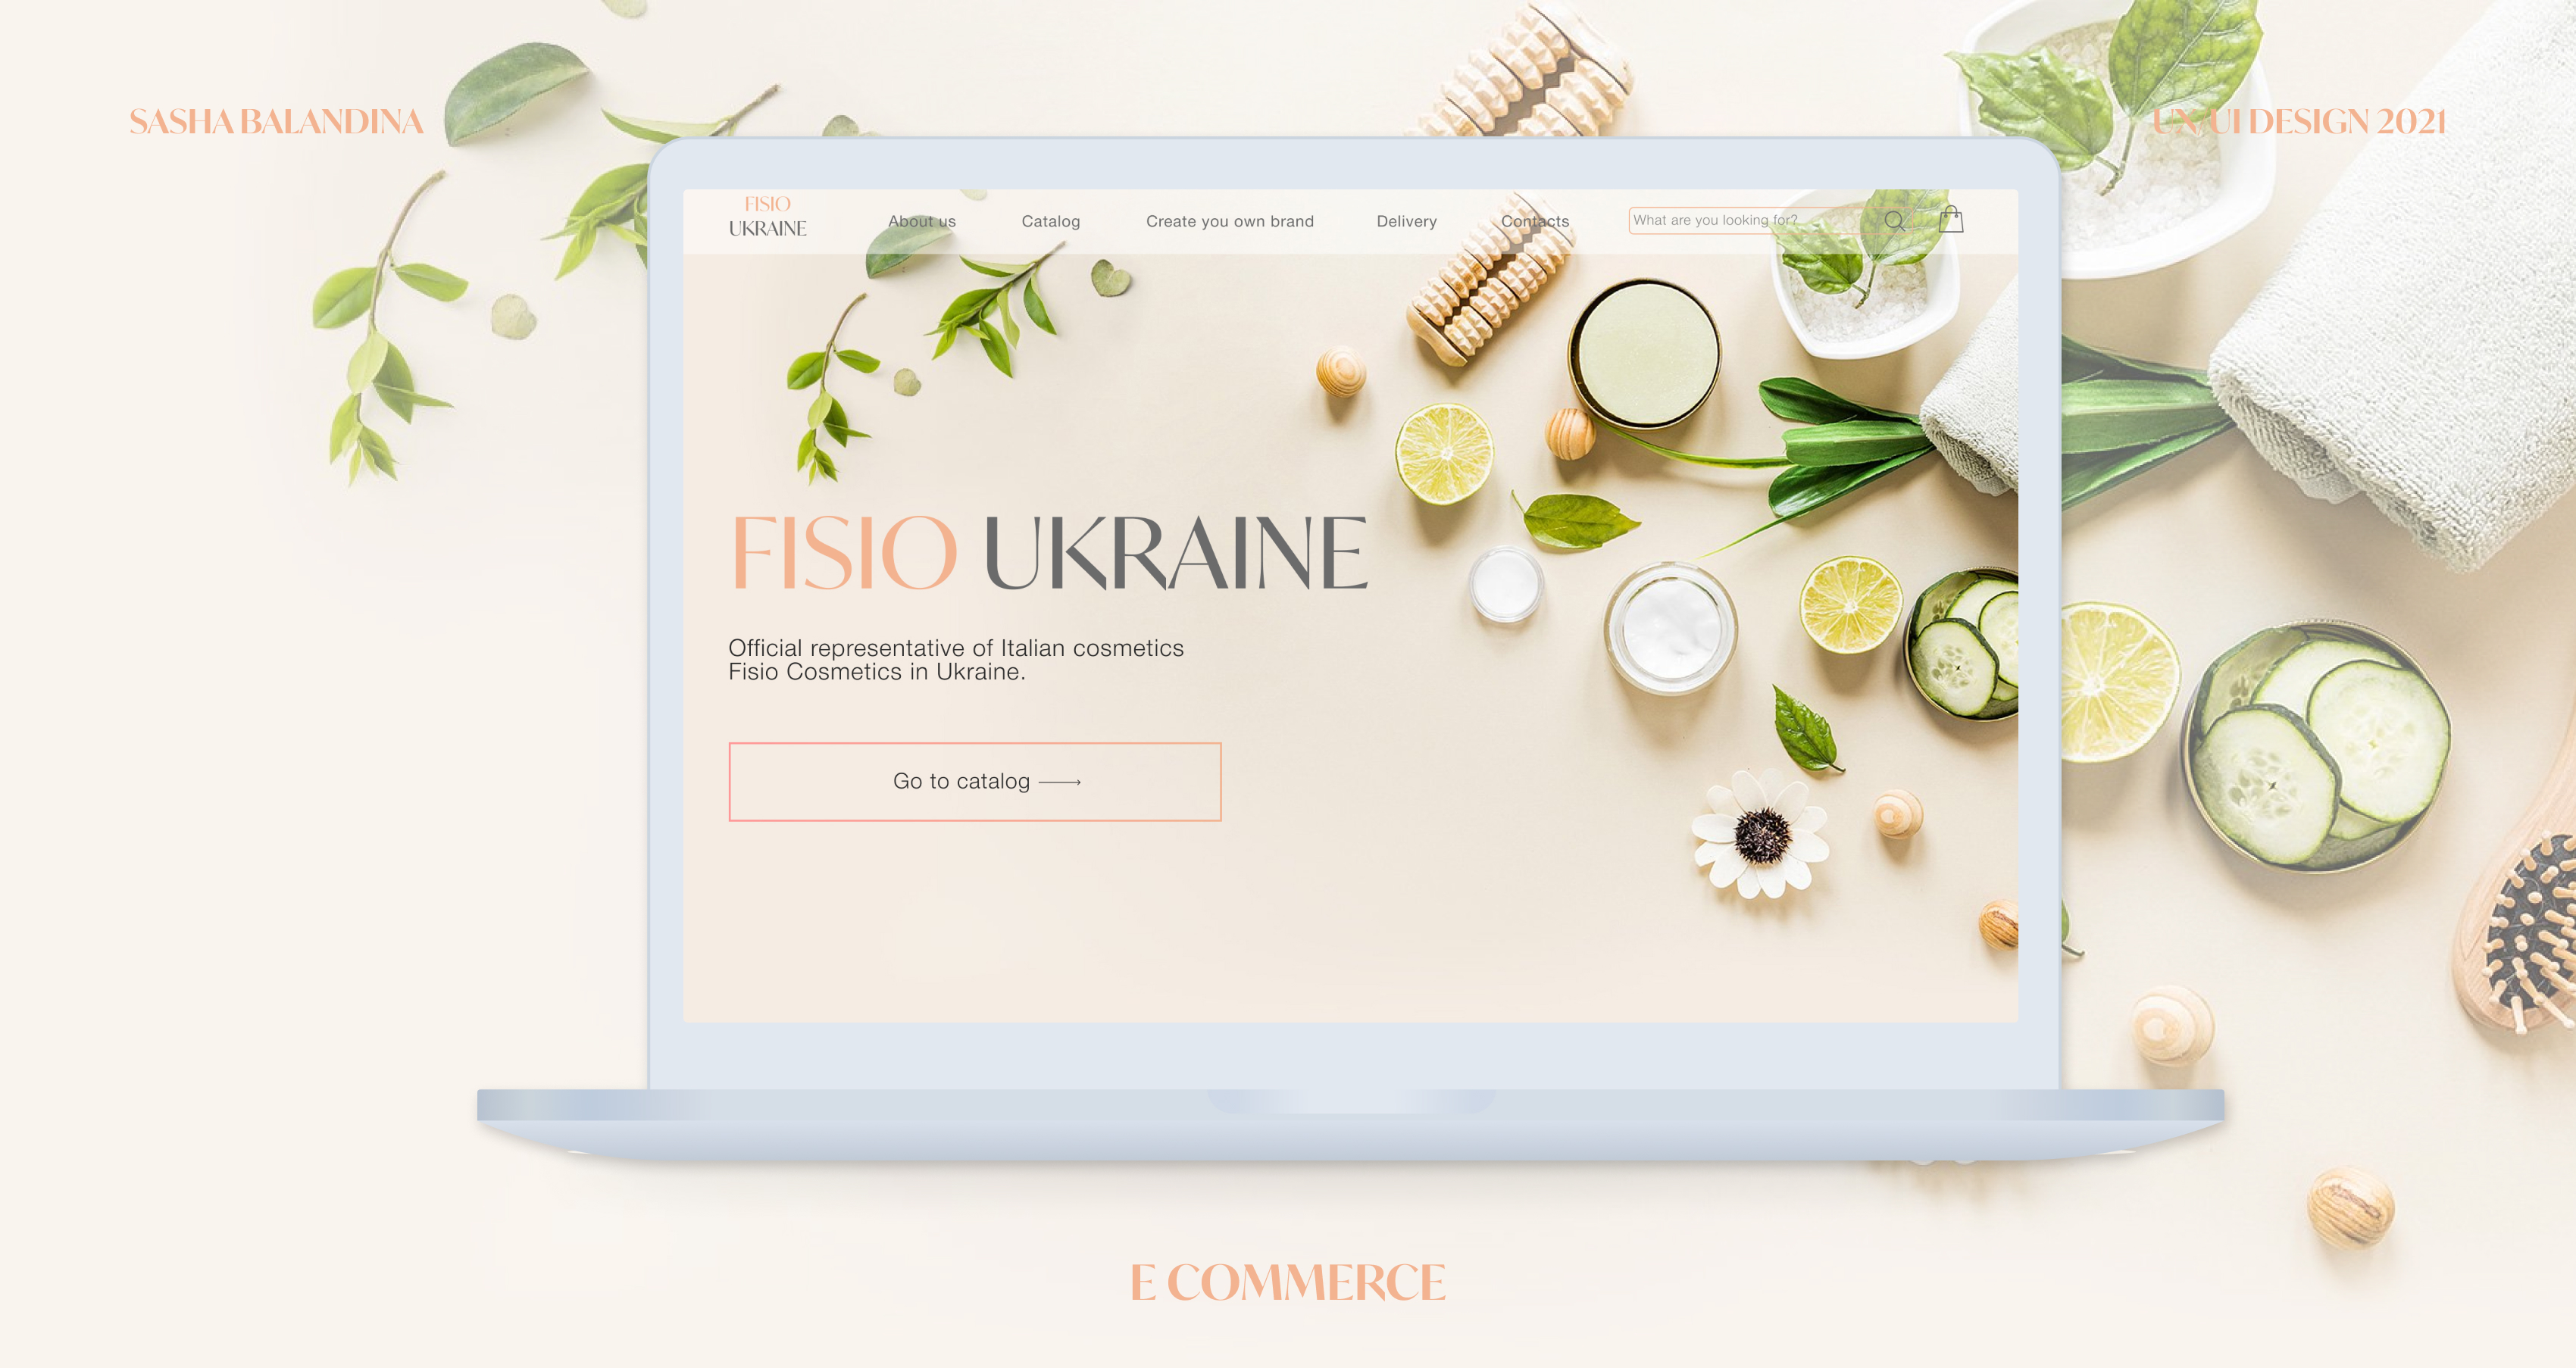 SASHA BALANDINA
UX/UI DESIGN 2021
FISIO
UKRAINE
About us
Catalog
Create you own brand
Delivery
Contacts
What are you looking for?
FISIO UKRAINE
Official representative of Italian cosmetics
Fisio Cosmetics in Ukraine.
Go to catalog
E COMMERCE